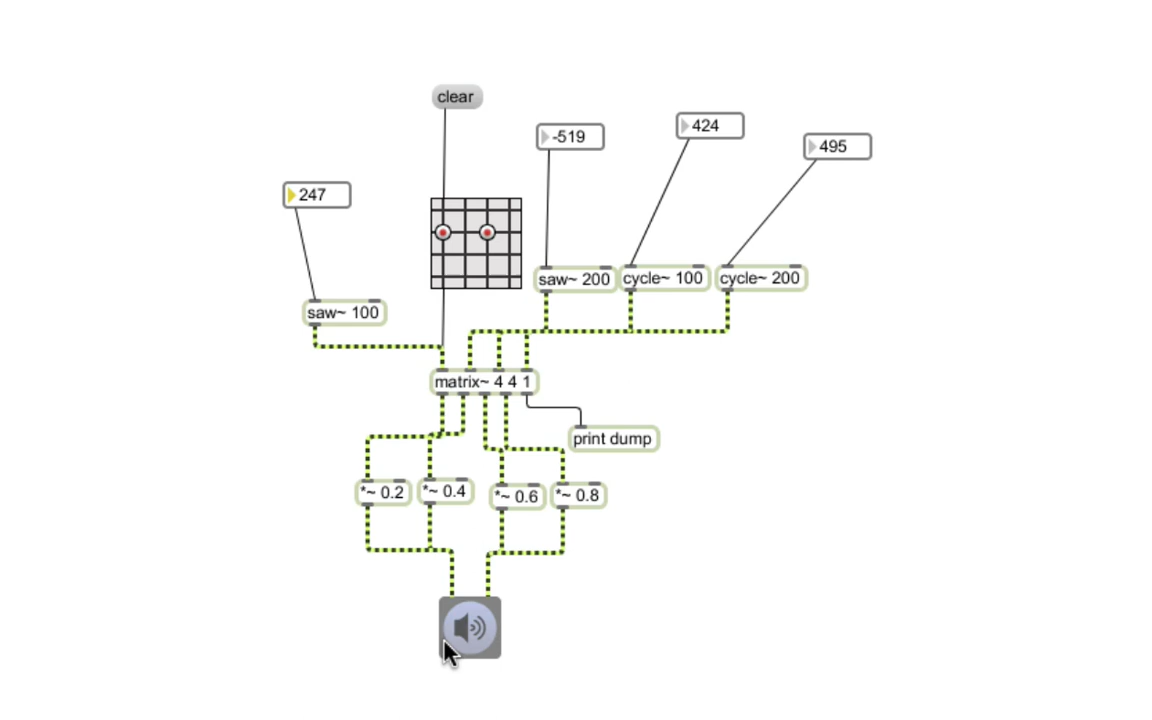 clear
424
-519
495
247
saw~ 200
cycle~ 100
cycle~ 200
saw~ 100
matrix~ 4 4 1
print dump
*~ 0.2
*~ 0.4
*~ 0.6
*~ 0.8